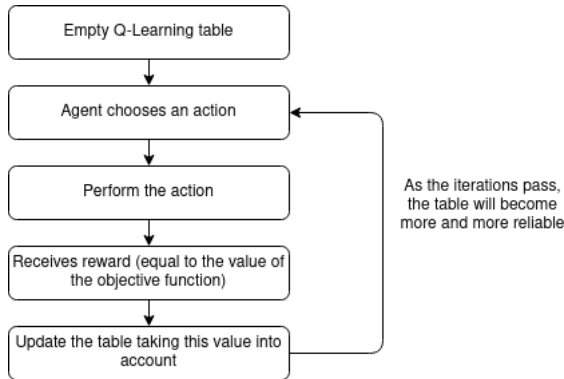 Empty Q-Learning table
Agent chooses an action
Perform the action
As the iterations pass,
the table will become
more and more reliable
Receives reward (equal to the value of
the objective function)
Update the table taking this value into
account